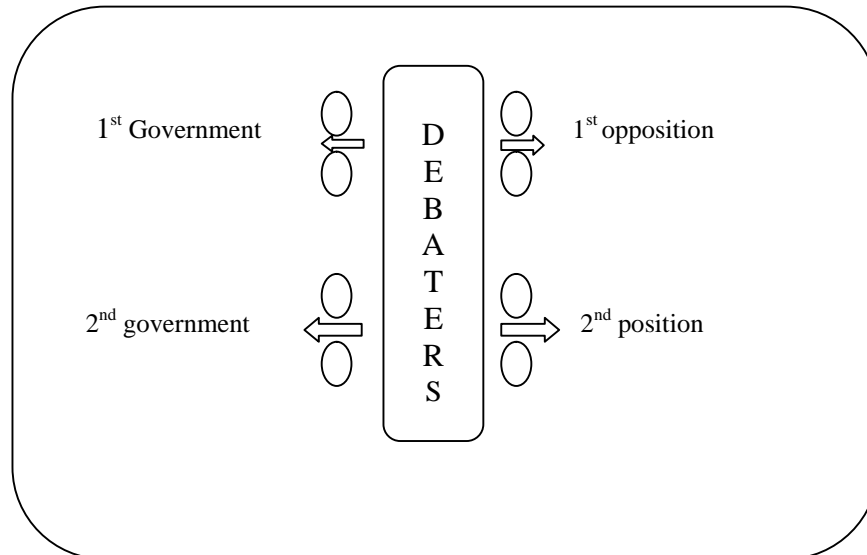 1st Government
1st opposition
D
E
B
A
T
E
R
S
2nd government
2nd position